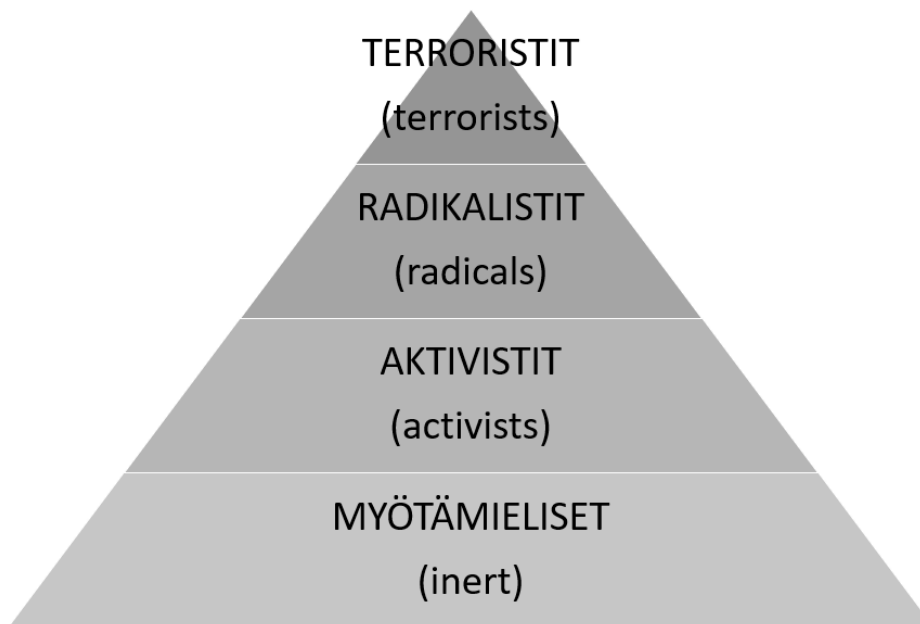 TERRORISTIT
(terrorists)
RADIKALISTIT
(radicals)
AKTIVISTIT
(activists)
MYÖTÄMIELISET
(inert)